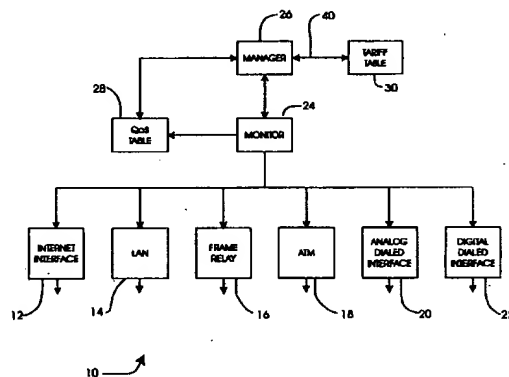 26
40
MANAGER
TARIFF
TABLE
30
28
24
QoS
TABLE
MONITOR
INTERNET
INTERFACE
LAN
FRAME
RELAY
ATM
ANALOG
DIALED
INTERFACE
DIGITAL
DIALED
INTERFACE
12
14
16
18
20
22
10